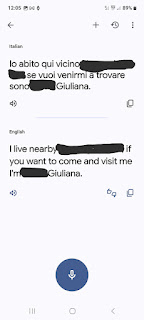 12:05
89%
Italian
Io abito qui vicino
se vuoi venirmi a trovare
sono Giuliana.
English
I live nearby if
you want to come and visit me
I'm Giuliana.